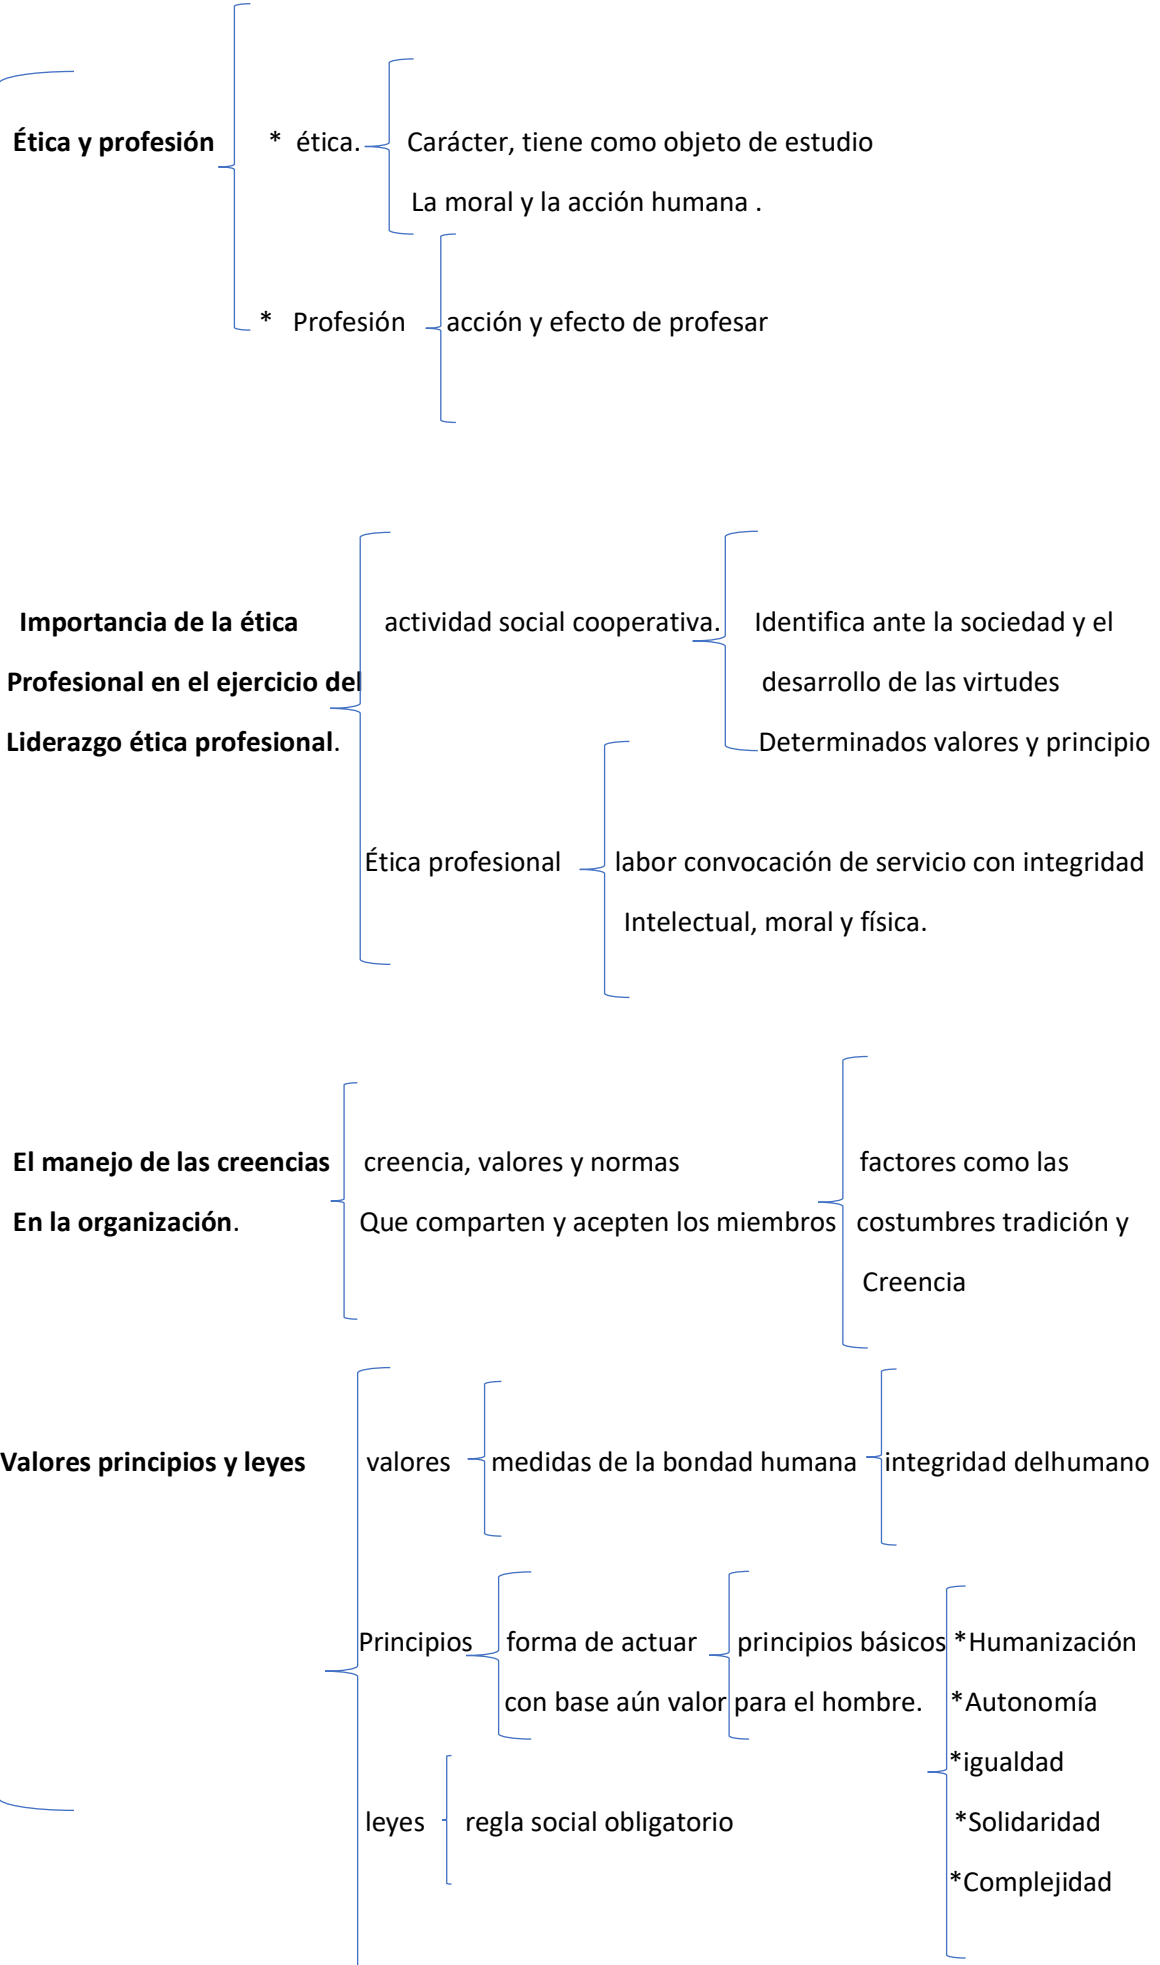 Ética y profesión * ética. Carácter, tiene como objeto de estudio
La moral y la acción humana .
* Profesión acción y efecto de profesar
Importancia de la ética actividad social cooperativa. Identifica ante la sociedad y el
Profesional en el ejercicio del desarrollo de las virtudes
Liderazgo ética profesional. Determinados valores y principio
Ética profesional labor convocación de servicio con integridad
Intelectual, moral y física.
El manejo de las creencias creencia, valores y normas factores como las
En la organización. Que comparten y acepten los miembros costumbres tradición y
Creencia
Valores principios y leyes valores medidas de la bondad humana integridad delhumano
Principios forma de actuar principios básicos *Humanización
con base aún valor para el hombre. *Autonomía
*igualdad
leyes regla social obligatorio *Solidaridad
*Complejidad